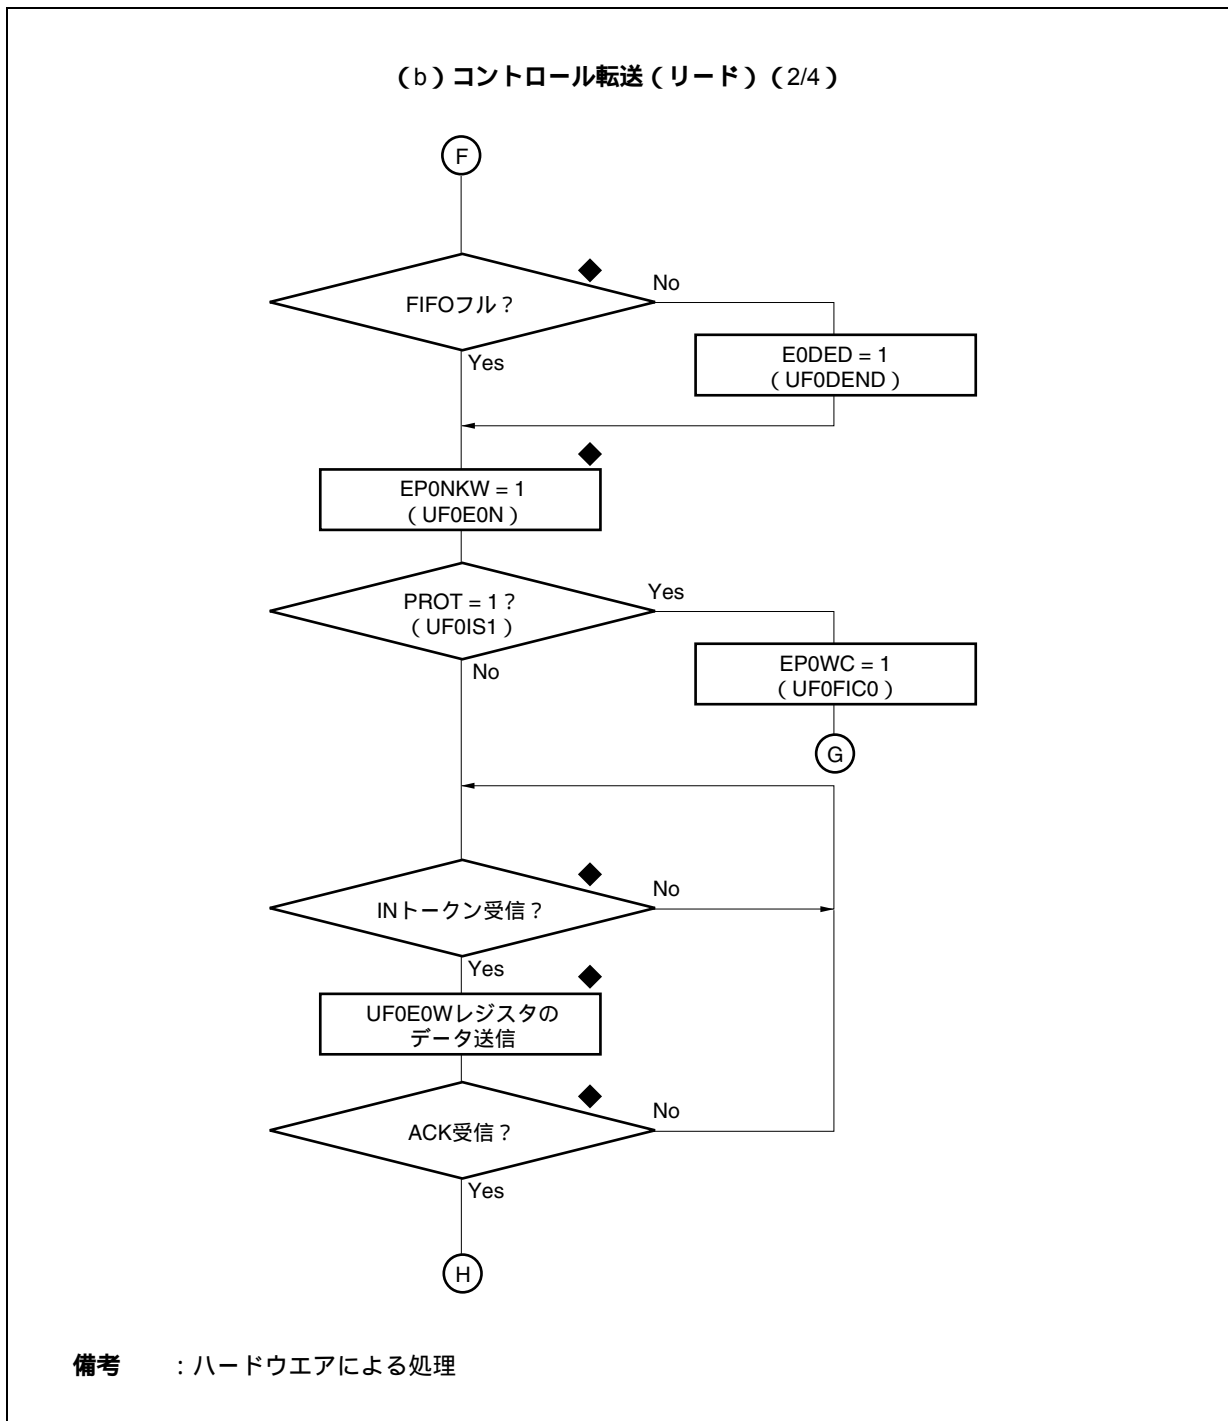 （b）コントロール転送（リード）（2/4）
F
FIFOフル？
No
E0DED = 1
（UF0DEND）
Yes
EP0NKW = 1
（UF0E0N）
PROT = 1？
（UF0IS1）
Yes
EP0WC = 1
（UF0FIC0）
No
G
INトークン受信？
No
Yes
UF0E0Wレジスタの
データ送信
ACK受信？
No
Yes
H
備考　：ハードウエアによる処理